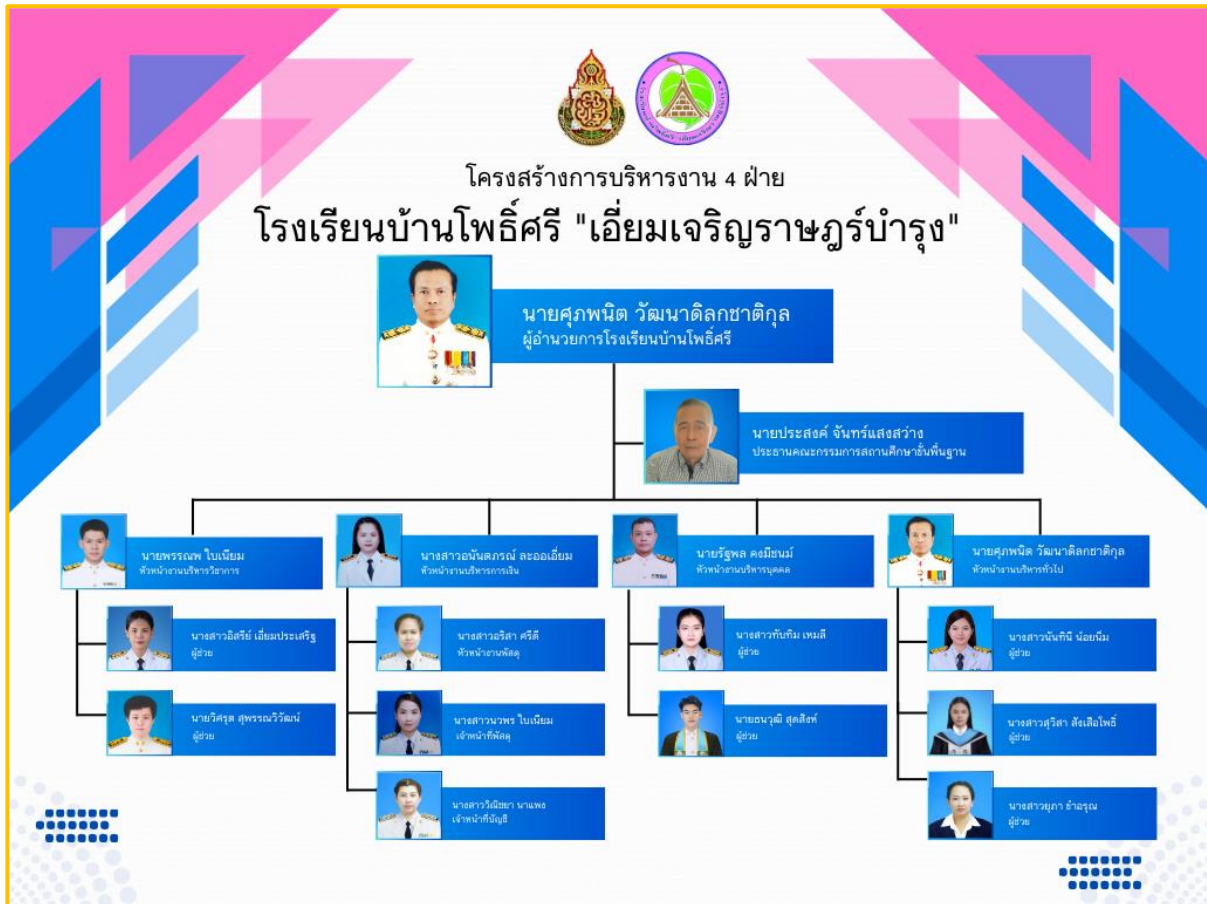 โครงสร้างการบริหารงาน 4 ฝ่าย
โรงเรียนบ้านโพธิ์ศรี "เอี่ยมเจริญราษฎร์บำรุง"
นายศุภพนิต วัฒนาดิลกชาติกุล
ผู้อำนวยการโรงเรียนบ้านโพธิ์ศรี
นายประสงค์ จันทร์แสงสว่าง
ประธานคณะกรรมการสถานศึกษาขั้นพื้นฐาน
นายพรรณพ ใบเนียม
หัวหน้างานบริหารวิชาการ
นางสาวอิสรีย์ เอี่ยมประเสริฐ
ผู้ช่วย
นายวิศรุต สุพรรณวิวัฒน์
ผู้ช่วย
นางสาวอนันตภรณ์ ละออเอี่ยม
หัวหน้างานบริหารการเงิน
นางสาวอริสา ศรีดี
หัวหน้างานพัสดุ
นางสาวนวพร ใบเนียม
เจ้าหน้าที่พัสดุ
นางสาววิณัชยา นาแพง
เจ้าหน้าที่บัญชี
นายรัฐพล คงมีชนม์
หัวหน้างานบริหารบุคคล
นางสาวทับทิม เหมลี
ผู้ช่วย
นายธนวุฒิ สุดสิงห์
ผู้ช่วย
นายศุภพนิต วัฒนาดิลกชาติกุล
หัวหน้างานบริหารทั่วไป
นางสาวนันทินี น้อยนิ่ม
ผู้ช่วย
นางสาวสุวิสา สังเสือโพธิ์
ผู้ช่วย
นางสาวยุภา ธำอรุณ
ผู้ช่วย